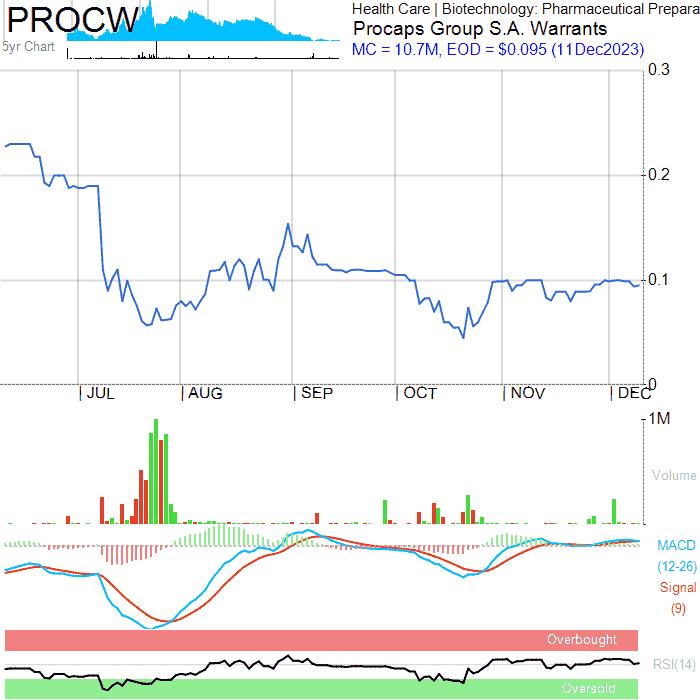 PROCW
5yr Chart
Health Care | Biotechnology: Pharmaceutical Prepara
Procaps Group S.A. Warrants
MC = 10.7M, EOD = $0.095 (11Dec2023)
0.3
0.2
0.1
0
| JUL | AUG | SEP | OCT | NOV | DEC
1M
Volume
MACD
(12-26)
Signal
(9)
Overbought
RSI(14)
Oversold